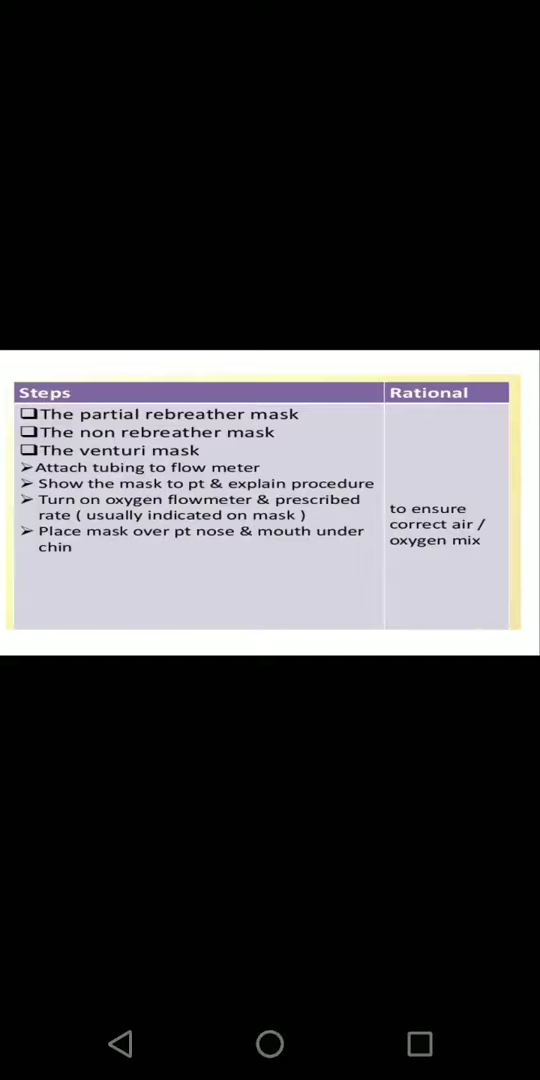 Steps
Rational
❑The partial rebreather mask
❑The non rebreather mask
❑The venturi mask
➢Attach tubing to flow meter
➢ Show the mask to pt & explain procedure
➢ Turn on oxygen flowmeter & prescribed
rate ( usually indicated on mask )
➢ Place mask over pt nose & mouth under
chin
to ensure
correct air /
oxygen mix